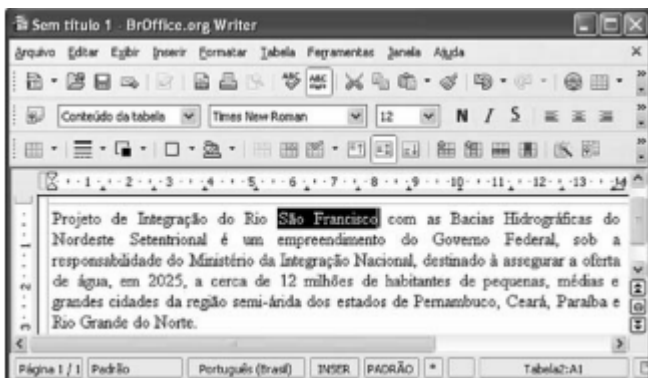 Sem título 1 - BrOffice.org Writer
Arquivo Editar Exibir Inserir Formatar Tabela Ferramentas Janela Ajuda
Conteúdo da tabela Times New Roman 12 N I S
1 2 3 4 5 6 7 8 9 10 11 12 13 14
Projeto de Integração do Rio São Francisco com as Bacias Hidrográficas do
Nordeste Setentrional é um empreendimento do Governo Federal, sob a
responsabilidade do Ministério da Integração Nacional, destinado à assegurar a oferta
de água, em 2025, a cerca de 12 milhões de habitantes de pequenas, médias e
grandes cidades da região semi-árida dos estados de Pernambuco, Ceará, Paraíba e
Rio Grande do Norte.
Página 1 / 1 Padrão Português (Brasil) INSER PADRÃO * Tabela2:A1